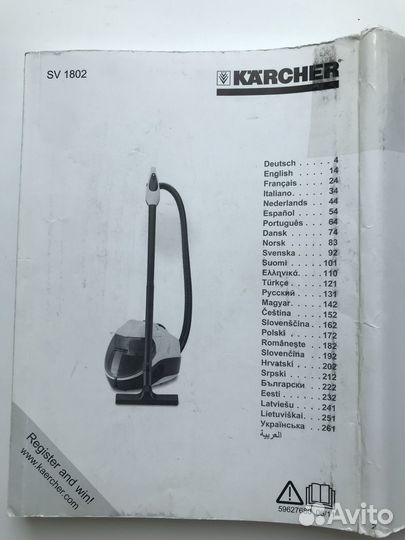 SV 1802
KÄRCHER
Deutsch . . . . . . 4
English . . . . . . 14
Français . . . . . 24
Italiano . . . . . . 34
Nederlands . . . 44
Español . . . . . 54
Português . . . . 64
Dansk . . . . . . 74
Norsk . . . . . . 83
Svenska . . . . . 92
Suomi . . . . . . 101
Ελληνικά . . . . 110
Türkçe . . . . . 121
Русский . . . . 131
Magyar . . . . . 142
Čeština . . . . . 152
Slovenščina . . 162
Polski . . . . . . 172
Româneşte . . . 182
Slovenčina . . . 192
Hrvatski . . . . . 202
Srpski . . . . . . 212
Български . . . 222
Eesti . . . . . . . 232
Latviešu . . . . 241
Lietuviškai . . . 251
Українська . . . 261
العربية
Register and win!
www.kaercher.com
Avito